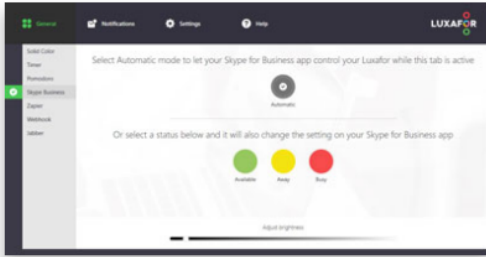 General Notifications Settings Help LUXAFOR
Solid Color
Timer
Pomodoro
Skype Business
Zapier
Webhook
Jabber
Select Automatic mode to let your Skype for Business app control your Luxafor while this tab is active
Automatic
Or select a status below and it will also change the setting on your Skype for Business app
Available Away Busy
Adjust brightness